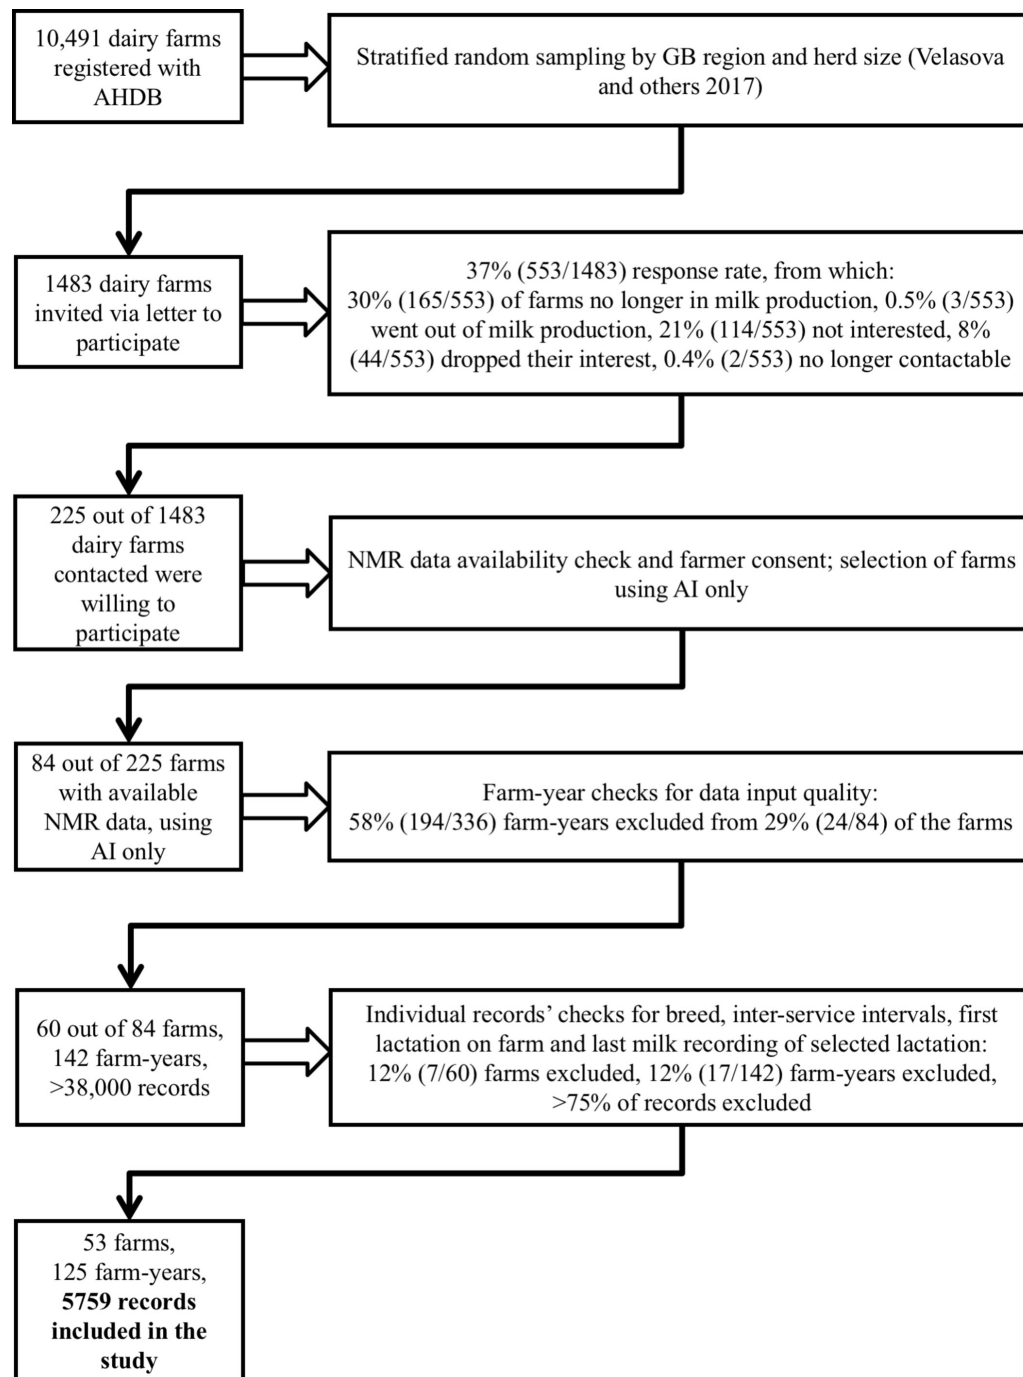 10,491 dairy farms
registered with
AHDB
Stratified random sampling by GB region and herd size (Velasova
and others 2017)
1483 dairy farms
invited via letter to
participate
37% (553/1483) response rate, from which:
30% (165/553) of farms no longer in milk production, 0.5% (3/553)
went out of milk production, 21% (114/553) not interested, 8%
(44/553) dropped their interest, 0.4% (2/553) no longer contactable
225 out of 1483
dairy farms
contacted were
willing to
participate
NMR data availability check and farmer consent; selection of farms
using AI only
84 out of 225 farms
with available
NMR data, using
AI only
Farm-year checks for data input quality:
58% (194/336) farm-years excluded from 29% (24/84) of the farms
60 out of 84 farms,
142 farm-years,
>38,000 records
Individual records’ checks for breed, inter-service intervals, first
lactation on farm and last milk recording of selected lactation:
12% (7/60) farms excluded, 12% (17/142) farm-years excluded,
>75% of records excluded
53 farms,
125 farm-years,
5759 records
included in the
study